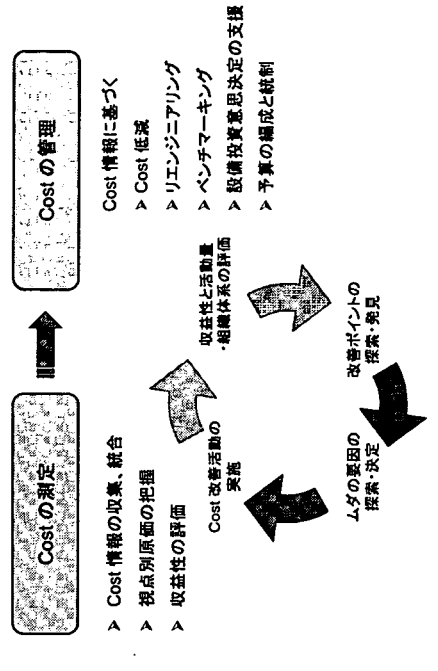 Cost の測定
Cost の管理
➢ Cost 情報の収集、統合
➢ 視点別原価の把握
➢ 収益性の評価
Cost 情報に基づく
➢ Cost 低減
➢ リエンジニアリング
➢ ベンチマーキング
➢ 設備投資意思決定の支援
➢ 予算の編成と統制
収益性と活動量
・組織体系の評価
改善ポイントの
探索・発見
ムダの要因の
探索・決定
Cost 改善活動の
実施